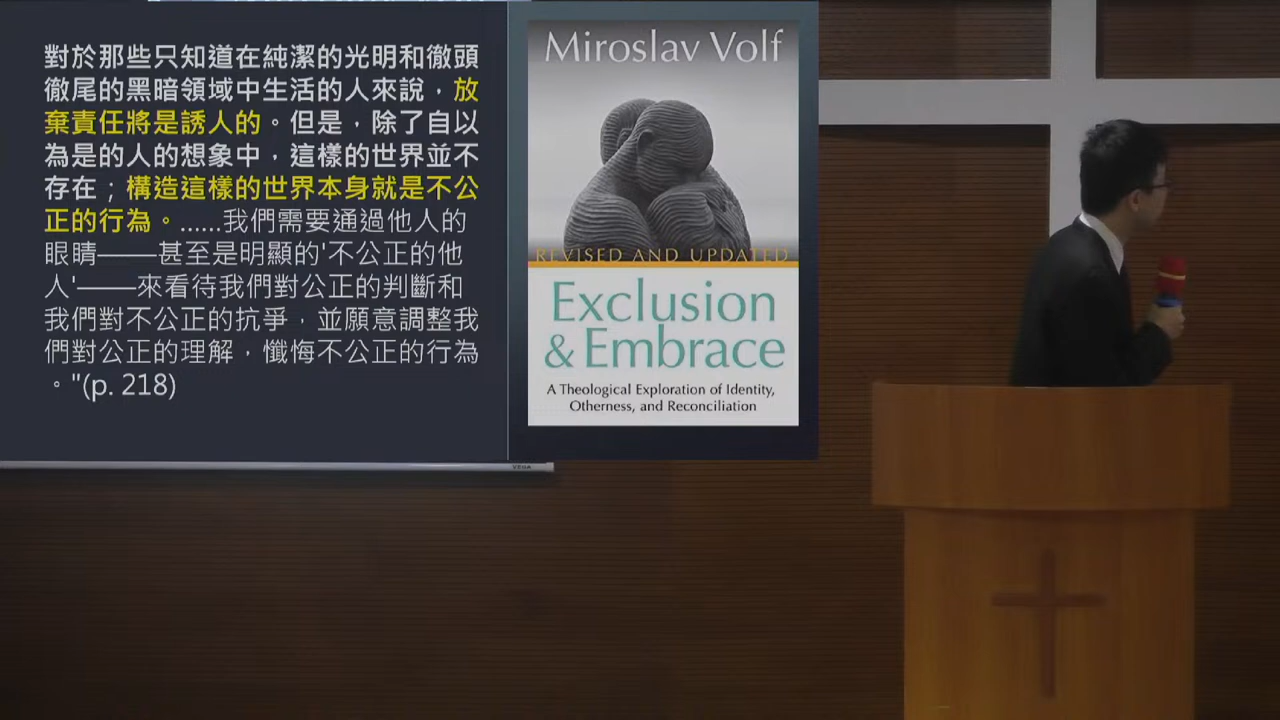 對於那些只知道在純潔的光明和徹頭
徹尾的黑暗領域中生活的人來說，放
棄責任將是誘人的。但是，除了自以
為是的人的想象中，這樣的世界並不
存在；構造這樣的世界本身就是不公
正的行為。……我們需要通過他人的
眼睛——甚至是明顯的'不公正的他
人'——來看待我們對公正的判斷和
我們對不公正的抗爭，並願意調整我
們對公正的理解，懺悔不公正的行為
。"(p. 218)
Miroslav Volf
REVISED AND UPDATED
Exclusion
& Embrace
A Theological Exploration of Identity,
Otherness, and Reconciliation
VEGA